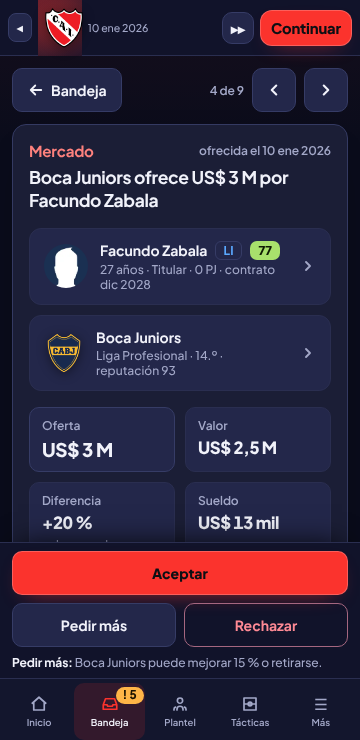 10 ene 2026
Continuar
Bandeja
4 de 9
Mercado
ofrecida el 10 ene 2026
Boca Juniors ofrece US$ 3 M por
Facundo Zabala
Facundo Zabala LI 77
27 años · Titular · 0 PJ · contrato
dic 2028
CABJ
Boca Juniors
Liga Profesional · 14.º ·
reputación 93
Oferta
US$ 3 M
Valor
US$ 2,5 M
Diferencia
+20 %
Sueldo
US$ 13 mil
Aceptar
Pedir más
Rechazar
Pedir más: Boca Juniors puede mejorar 15 % o retirarse.
! 5
Inicio
Bandeja
Plantel
Tácticas
Más